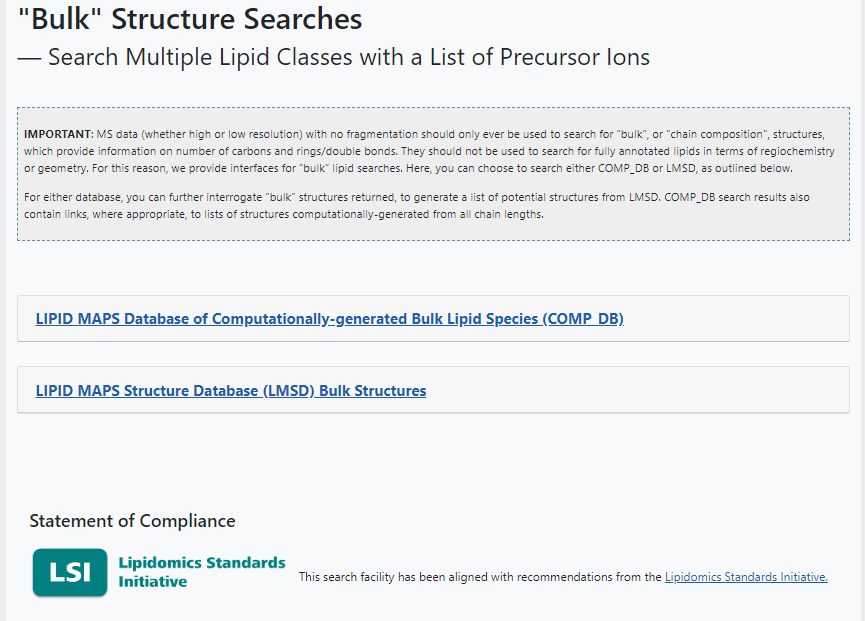 "Bulk" Structure Searches
— Search Multiple Lipid Classes with a List of Precursor Ions
IMPORTANT: MS data (whether high or low resolution) with no fragmentation should only ever be used to search for “bulk”, or "chain composition", structures,
which provide information on number of carbons and rings/double bonds. They should not be used to search for fully annotated lipids in terms of regiochemistry
or geometry. For this reason, we provide interfaces for “bulk” lipid searches. Here, you can choose to search either COMP_DB or LMSD, as outlined below.
For either database, you can further interrogate “bulk” structures returned, to generate a list of potential structures from LMSD. COMP_DB search results also
contain links, where appropriate, to lists of structures computationally-generated from all chain lengths.
LIPID MAPS Database of Computationally-generated Bulk Lipid Species (COMP_DB)
LIPID MAPS Structure Database (LMSD) Bulk Structures
Statement of Compliance
LSI
Lipidomics Standards
Initiative
This search facility has been aligned with recommendations from the Lipidomics Standards Initiative.